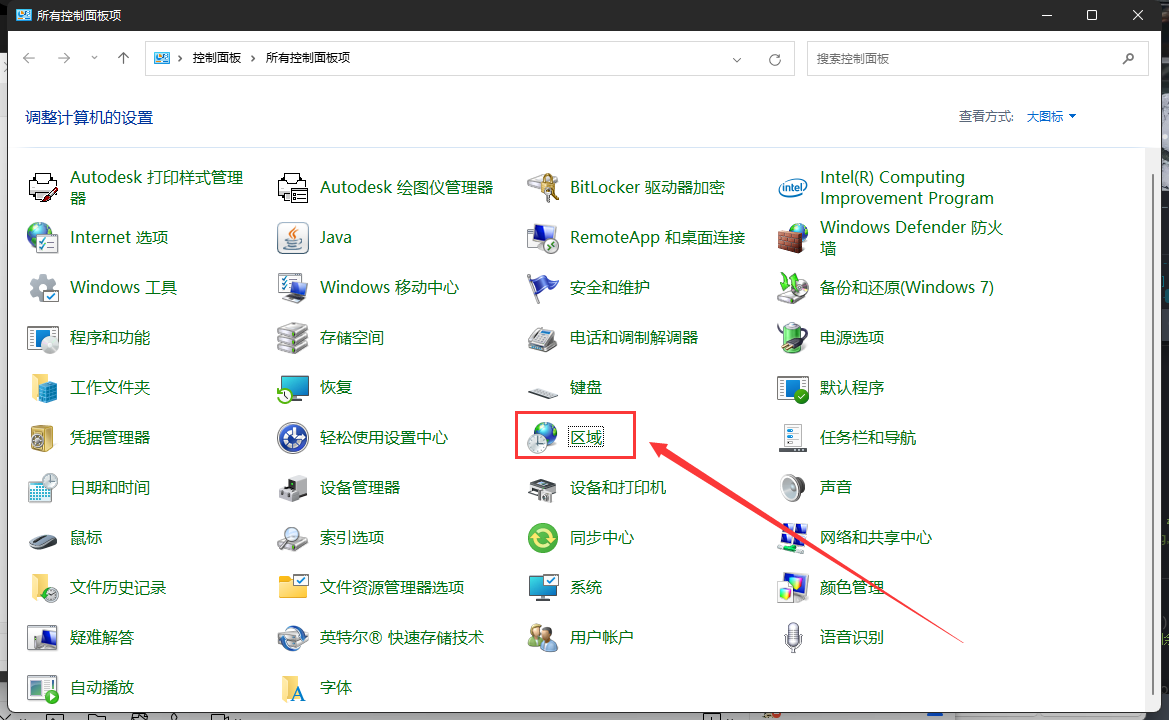 所有控制面板项
控制面板 › 所有控制面板项
搜索控制面板
调整计算机的设置
查看方式: 大图标
Autodesk 打印样式管理
器
Autodesk 绘图仪管理器
BitLocker 驱动器加密
intel
Intel(R) Computing
Improvement Program
Internet 选项
Java
RemoteApp 和桌面连接
Windows Defender 防火
墙
Windows 工具
Windows 移动中心
安全和维护
备份和还原(Windows 7)
程序和功能
存储空间
电话和调制解调器
电源选项
工作文件夹
恢复
键盘
默认程序
凭据管理器
轻松使用设置中心
区域
任务栏和导航
日期和时间
设备管理器
设备和打印机
声音
鼠标
索引选项
同步中心
网络和共享中心
文件历史记录
文件资源管理器选项
系统
颜色管理
疑难解答
英特尔® 快速存储技术
用户帐户
语音识别
自动播放
字体